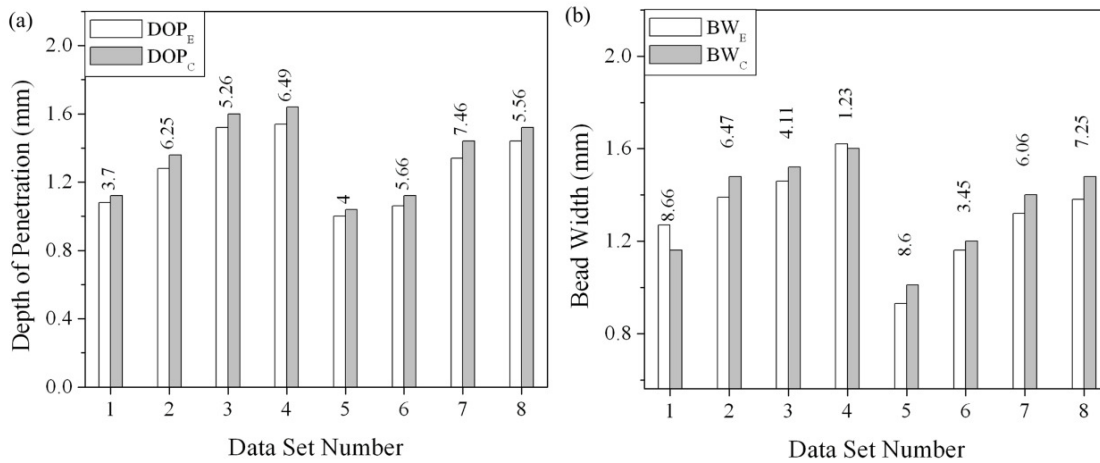 (a)
DOP_E
DOP_C
2.0
1.6
1.2
0.8
0.4
0.0
Depth of Penetration (mm)
3.7
6.25
5.26
6.49
4
5.66
7.46
5.56
1 2 3 4 5 6 7 8
Data Set Number
(b)
BW_E
BW_C
2.0
1.6
1.2
0.8
Bead Width (mm)
8.66
6.47
4.11
1.23
8.6
3.45
6.06
7.25
1 2 3 4 5 6 7 8
Data Set Number